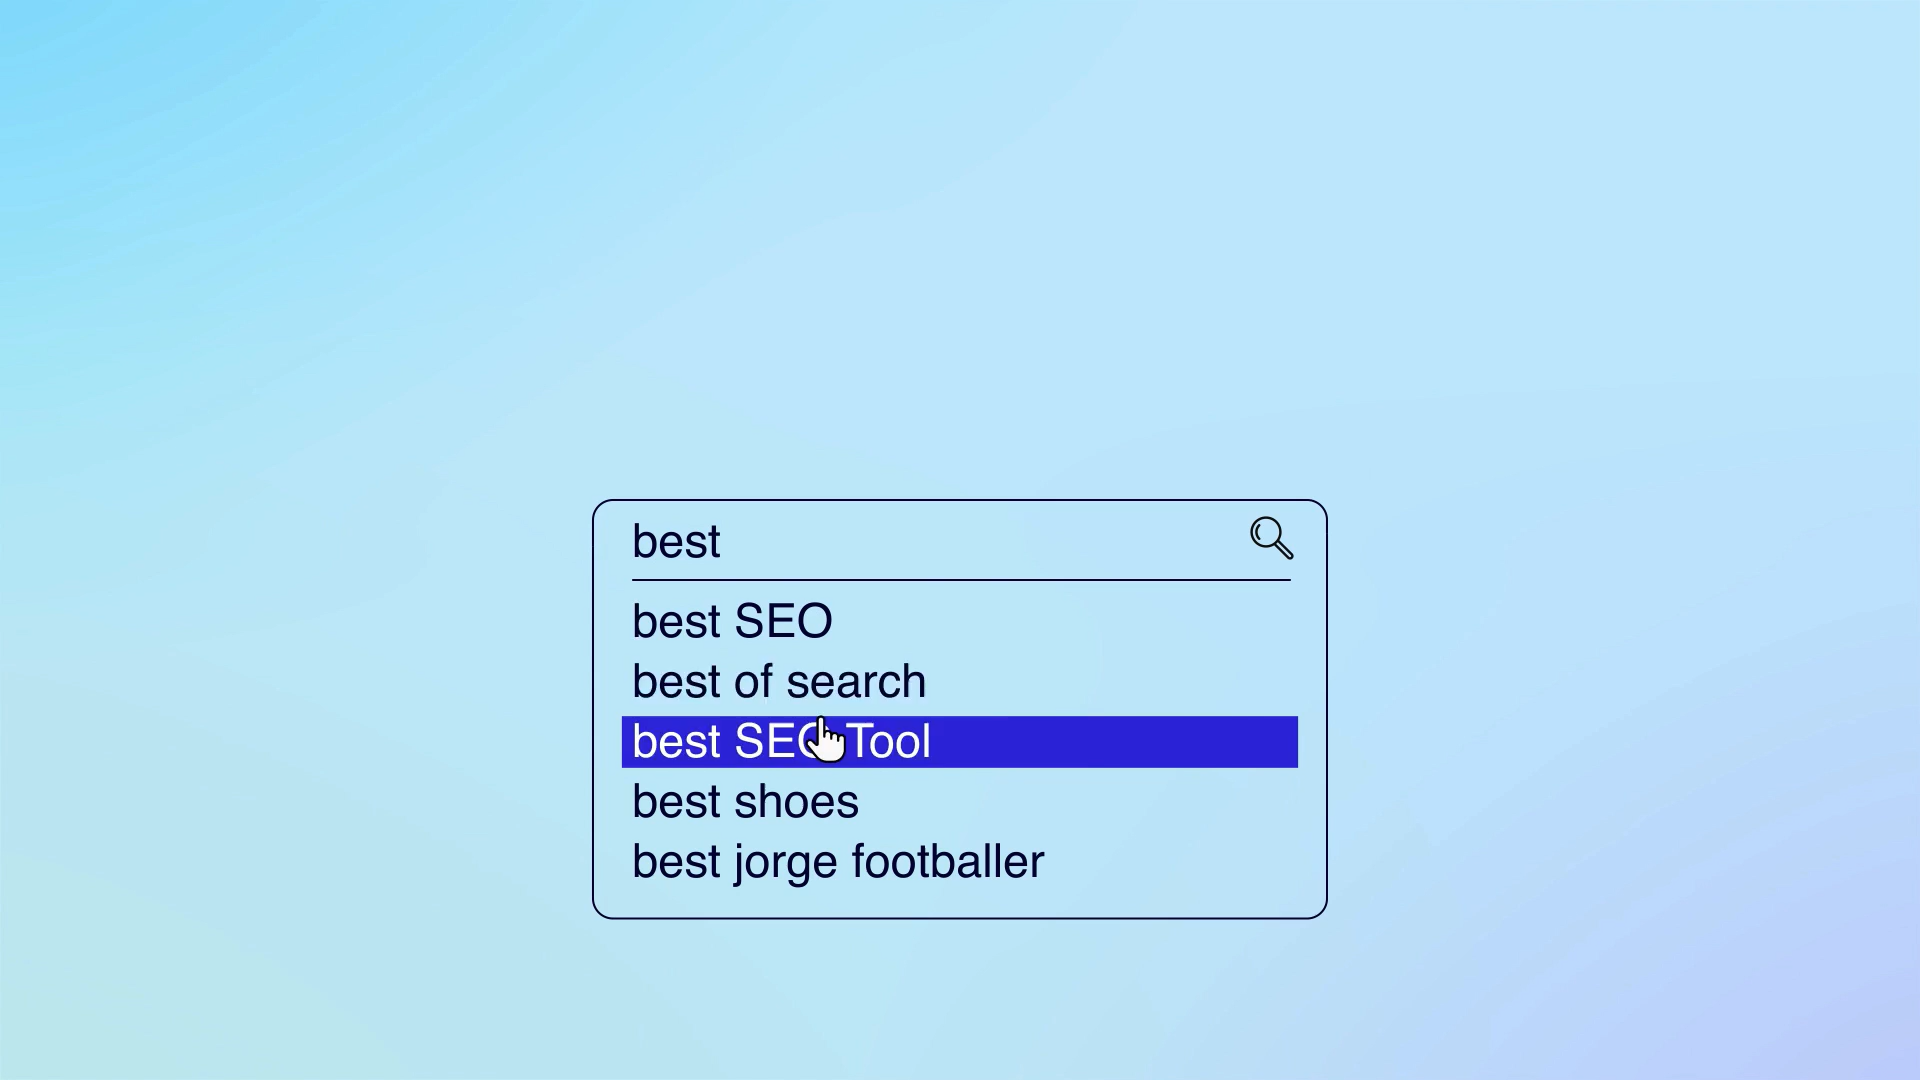 best
best SEO
best of search
best SEO Tool
best shoes
best jorge footballer